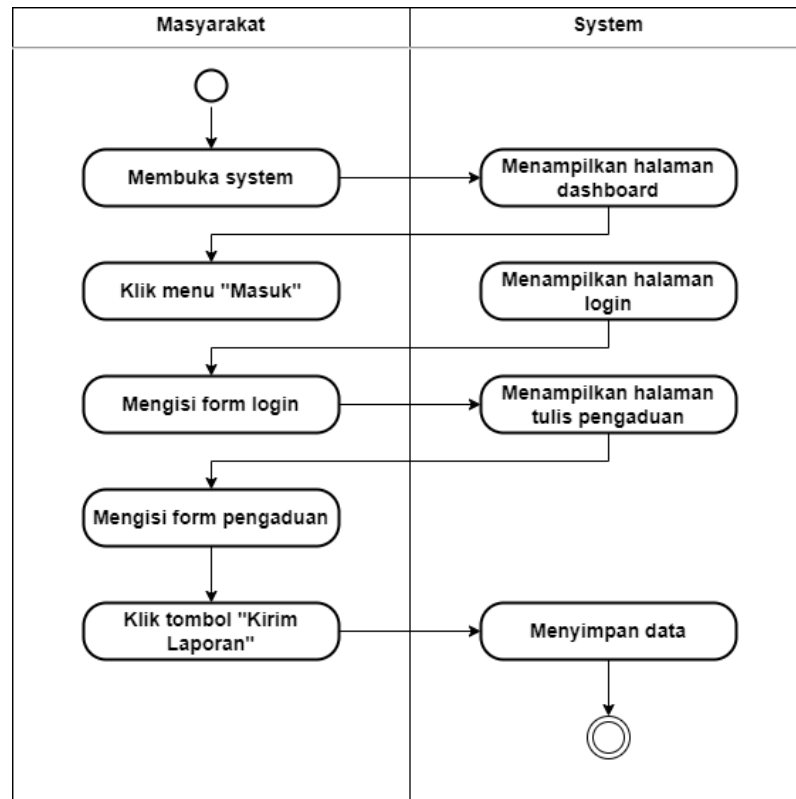 Masyarakat
System
Membuka system
Menampilkan halaman
dashboard
Klik menu "Masuk"
Menampilkan halaman
login
Mengisi form login
Menampilkan halaman
tulis pengaduan
Mengisi form pengaduan
Klik tombol "Kirim
Laporan"
Menyimpan data